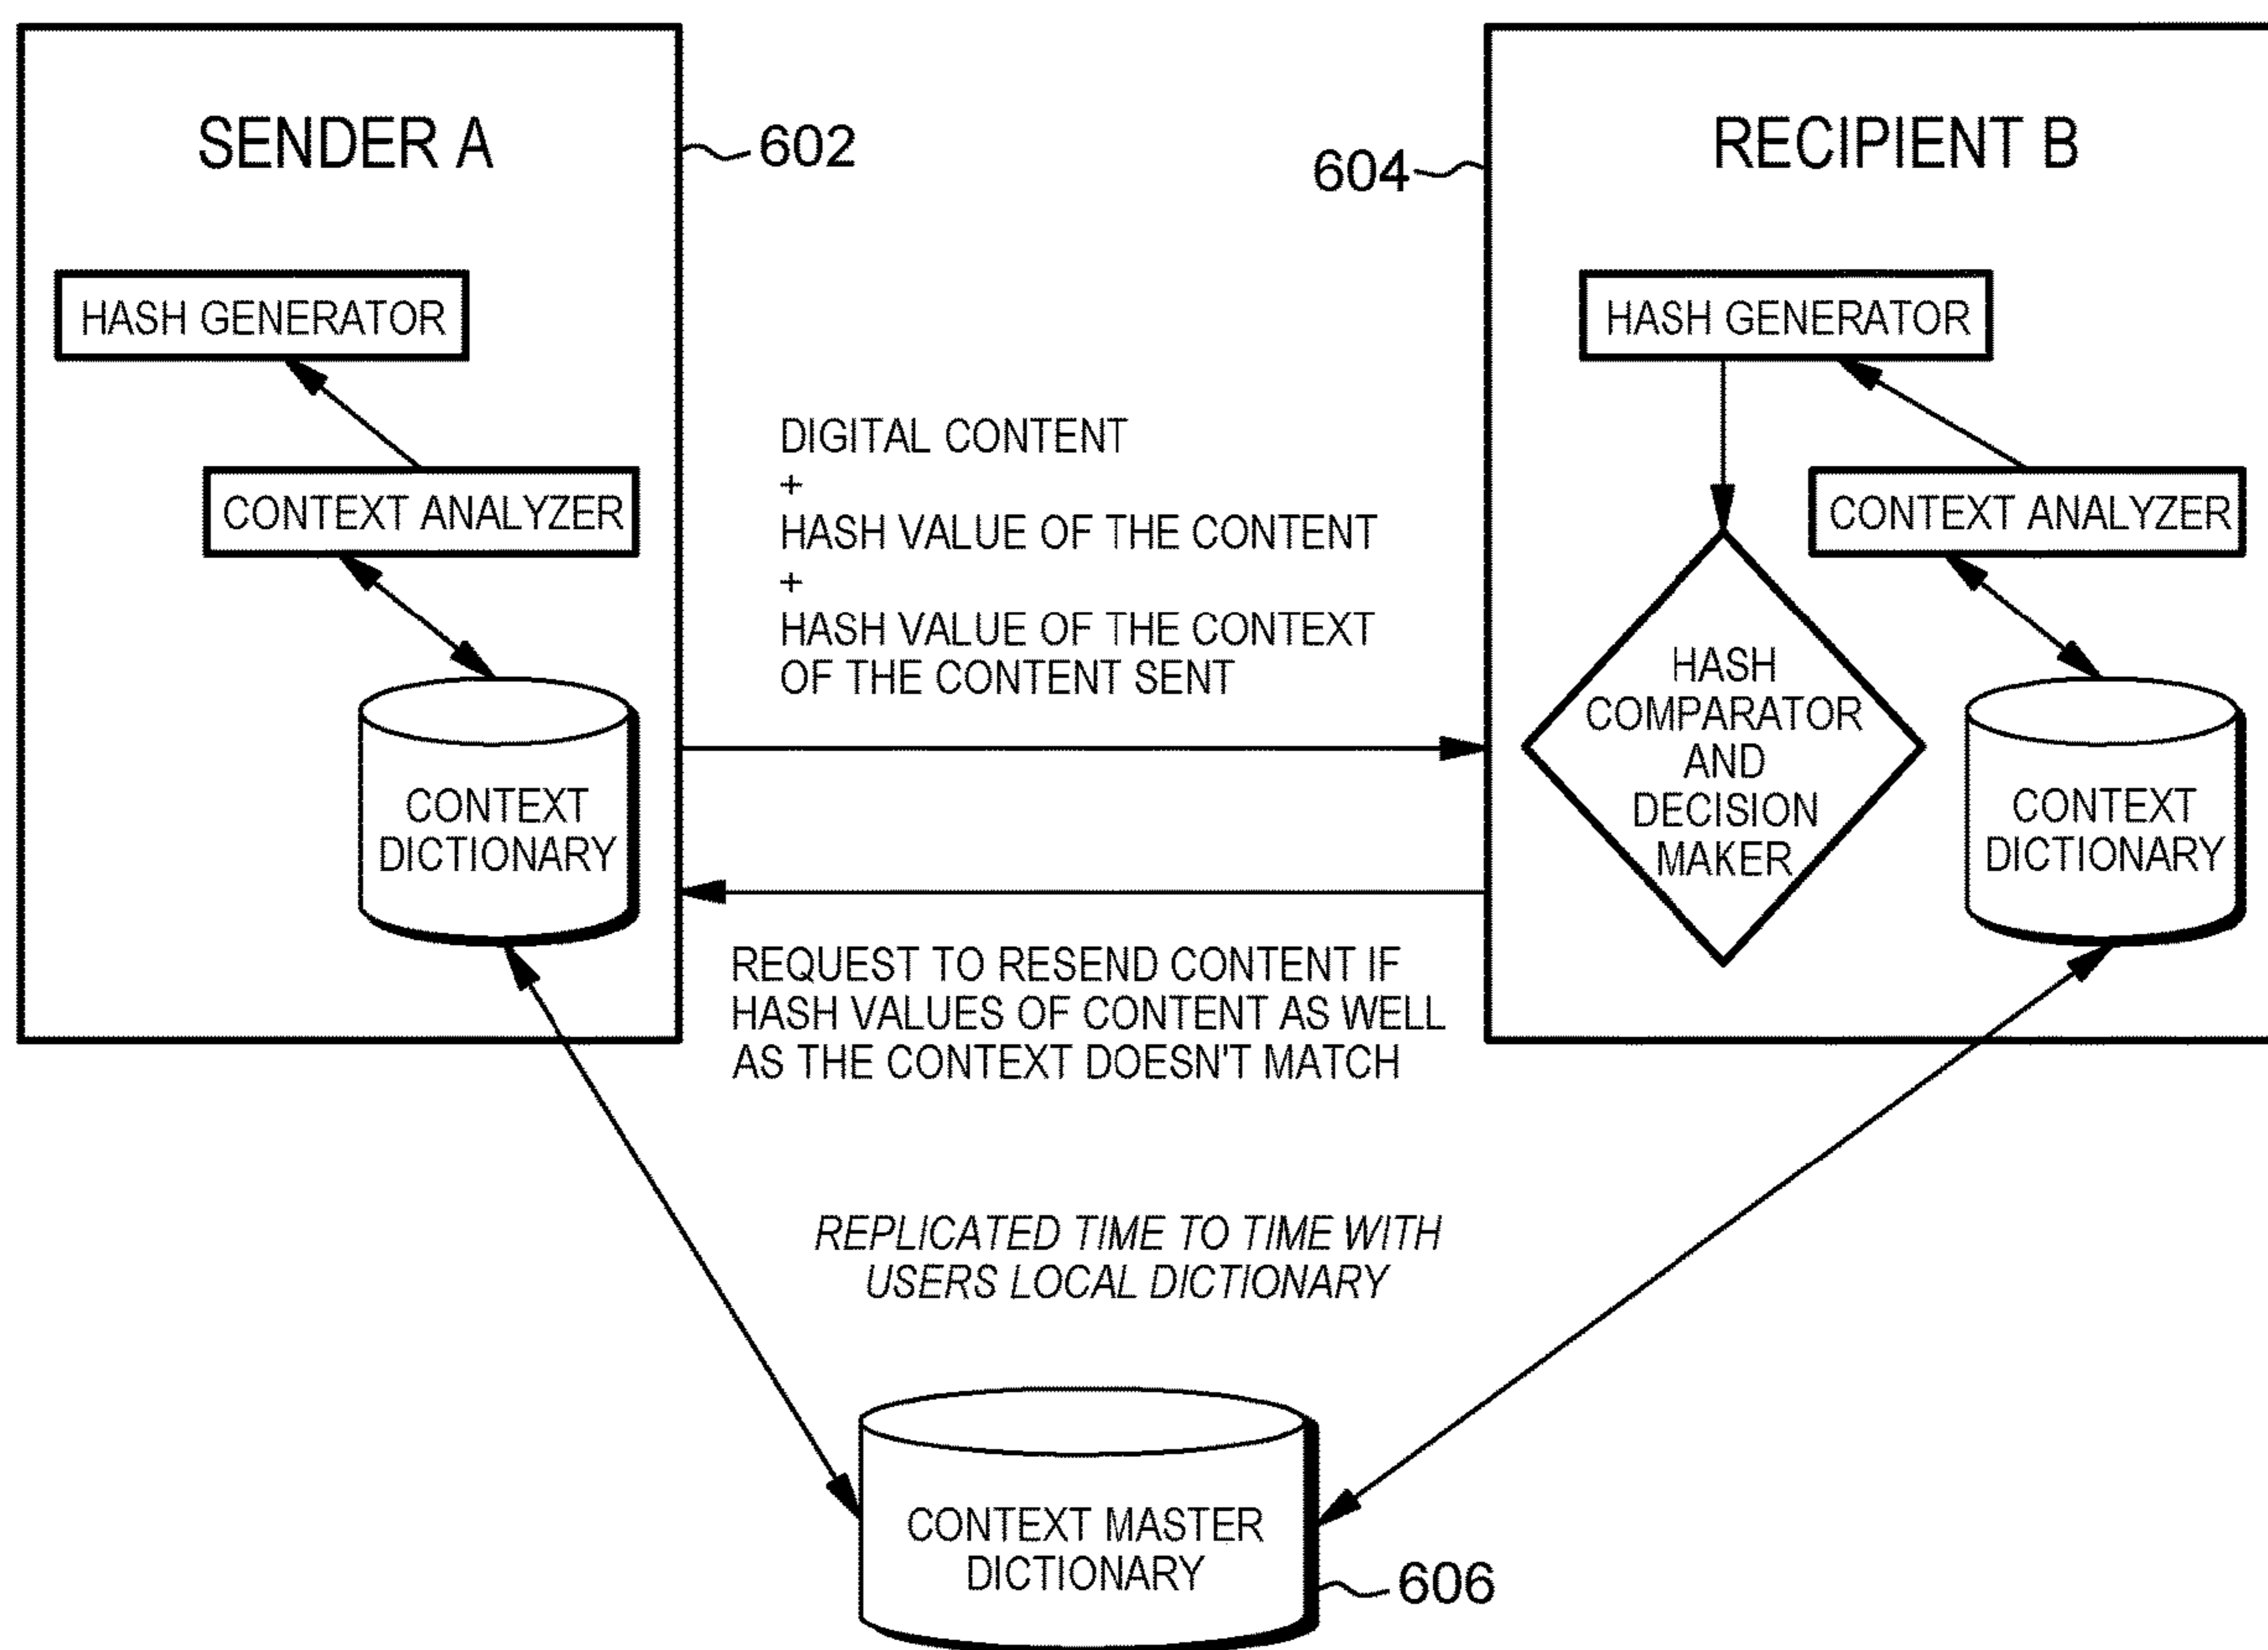 SENDER A
602
HASH GENERATOR
CONTEXT ANALYZER
CONTEXT
DICTIONARY
DIGITAL CONTENT
+
HASH VALUE OF THE CONTENT
+
HASH VALUE OF THE CONTEXT
OF THE CONTENT SENT
REQUEST TO RESEND CONTENT IF
HASH VALUES OF CONTENT AS WELL
AS THE CONTEXT DOESN'T MATCH
RECIPIENT B
604
HASH GENERATOR
CONTEXT ANALYZER
HASH
COMPARATOR
AND
DECISION
MAKER
CONTEXT
DICTIONARY
REPLICATED TIME TO TIME WITH
USERS LOCAL DICTIONARY
CONTEXT MASTER
DICTIONARY
606